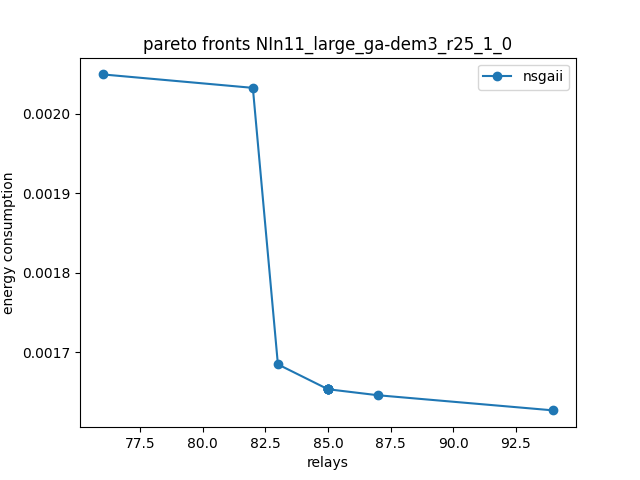 pareto fronts NIn11_large_ga-dem3_r25_1_0
nsgaii
energy consumption
0.0020
0.0019
0.0018
0.0017
77.5 80.0 82.5 85.0 87.5 90.0 92.5
relays